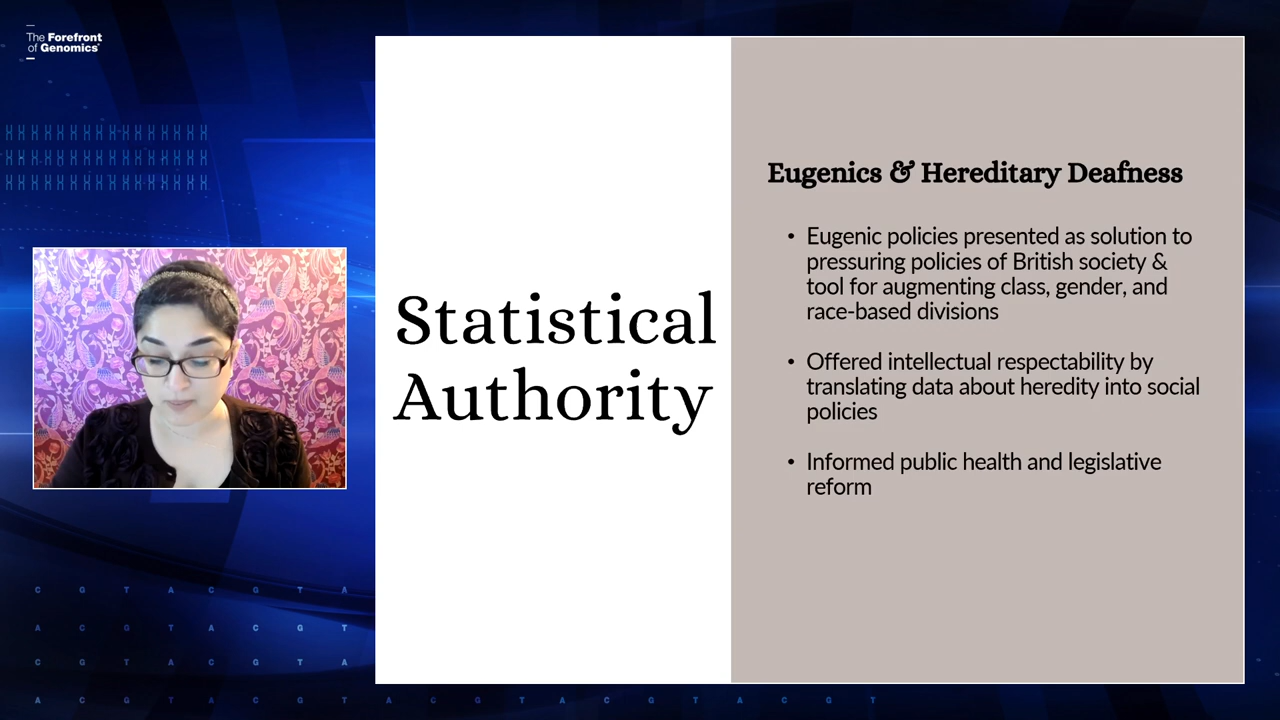 The Forefront
of Genomics®
Statistical
Authority
Eugenics & Hereditary Deafness
• Eugenic policies presented as solution to
pressuring policies of British society &
tool for augmenting class, gender, and
race-based divisions
• Offered intellectual respectability by
translating data about heredity into social
policies
• Informed public health and legislative
reform
C G T A C G T A
A C G T A C G T
C G T A C G T A
A C G T A C G T A C G T A C G T A C G T